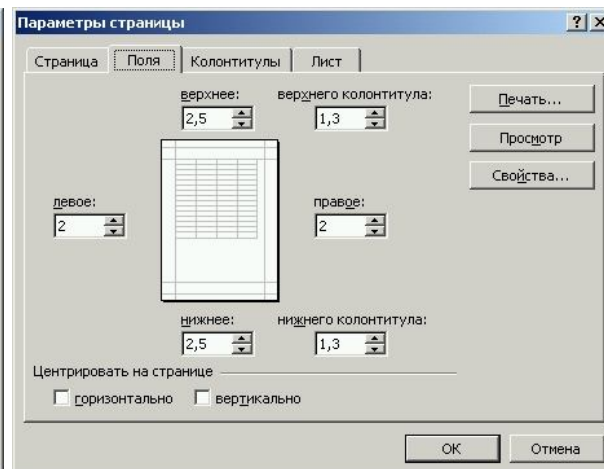 Параметры страницы
Страница Поля Колонтитулы Лист
верхнее: верхнего колонтитула:
2,5 1,3
Печать...
Просмотр
Свойства...
левое: правое:
2 2
нижнее: нижнего колонтитула:
2,5 1,3
Центрировать на странице
горизонтально вертикально
ОК Отмена